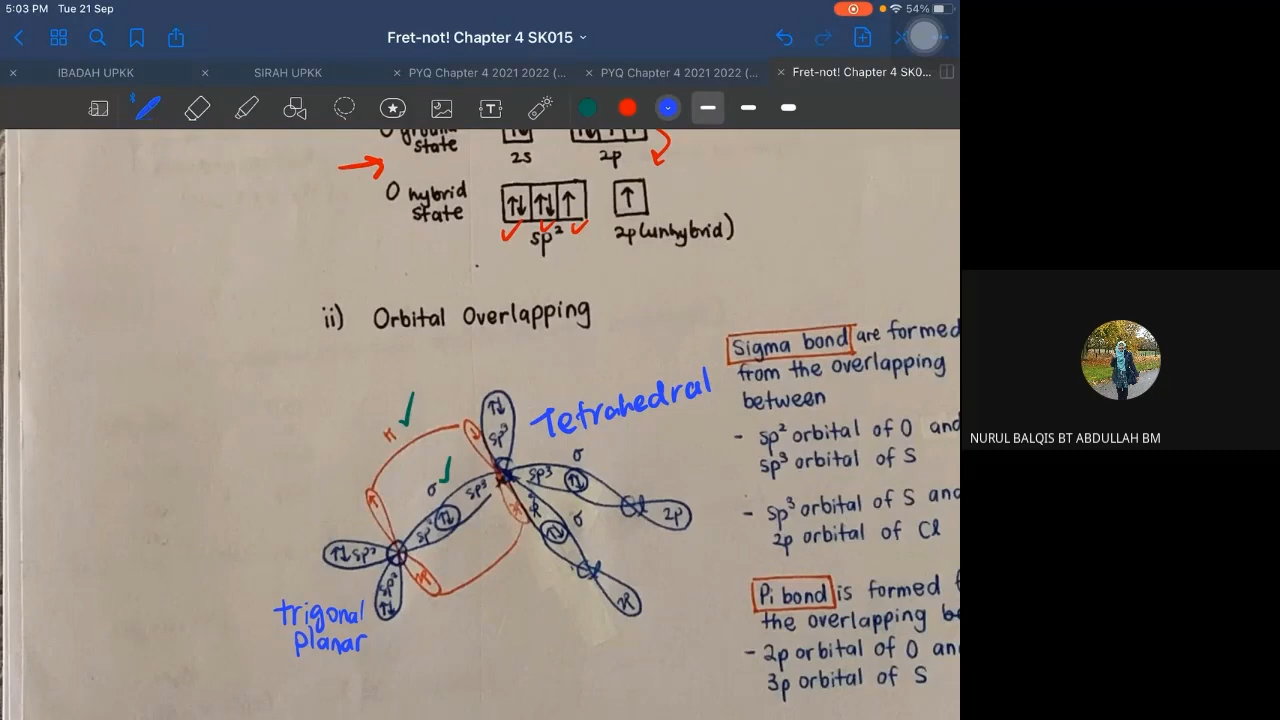 5:03 PM Tue 21 Sep
54%
Fret-not! Chapter 4 SK015
IBADAH UPKK
SIRAH UPKK
PYQ Chapter 4 2021 2022 (...
PYQ Chapter 4 2021 2022 (...
Fret-not! Chapter 4 SK0...
O ground
state
2s
2p
O hybrid
state
sp²
2p (unhybrid)
ii) Orbital Overlapping
Sigma bond are formed
from the overlapping
between
- sp² orbital of O and
sp³ orbital of S
- sp³ orbital of S and
2p orbital of Cl
Pi bond is formed
the overlapping
- 2p orbital of O an
3p orbital of S
Tetrahedral
sp³
π
σ
sp³
sp³
σ
2p
sp²
σ
sp²
sp²
trigonal
planar
NURUL BALQIS BT ABDULLAH BM